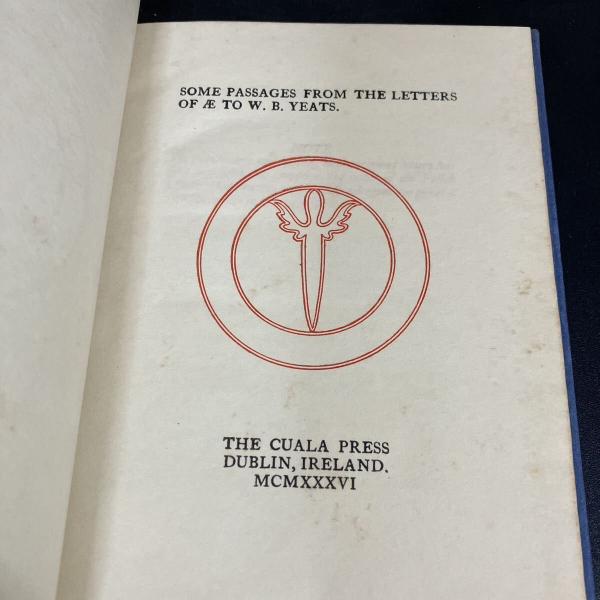 SOME PASSAGES FROM THE LETTERS
OF Æ TO W. B. YEATS.
THE CUALA PRESS
DUBLIN, IRELAND.
MCMXXXVI